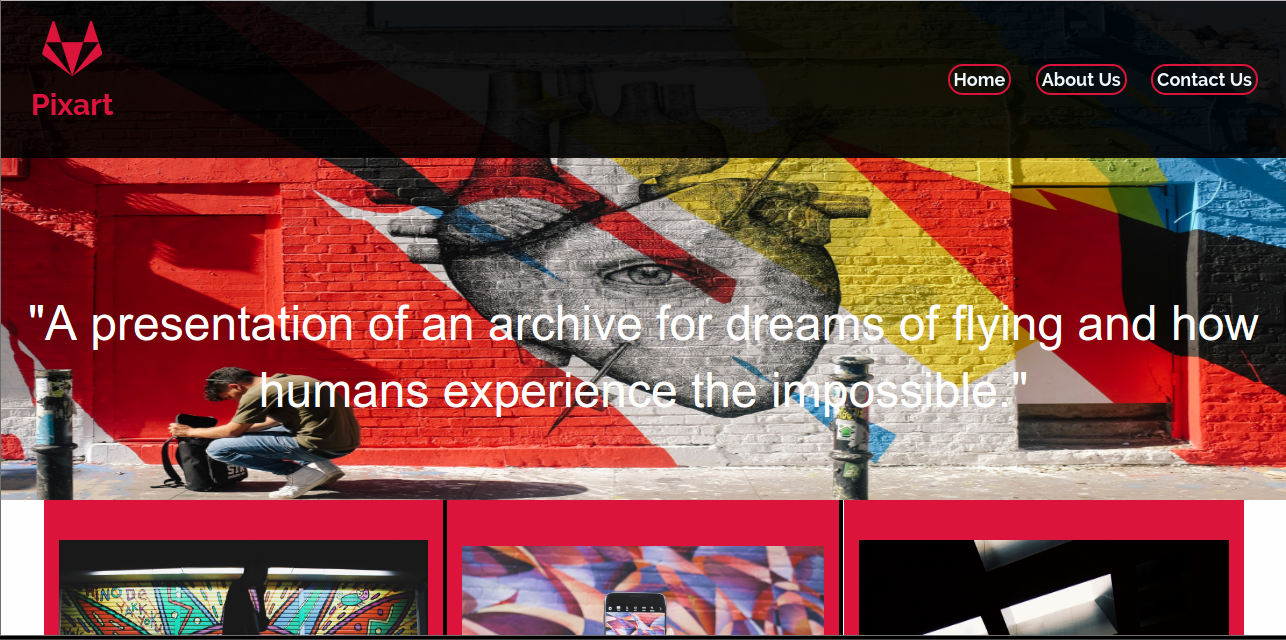 Pixart
Home
About Us
Contact Us
"A presentation of an archive for dreams of flying and how
humans experience the impossible."